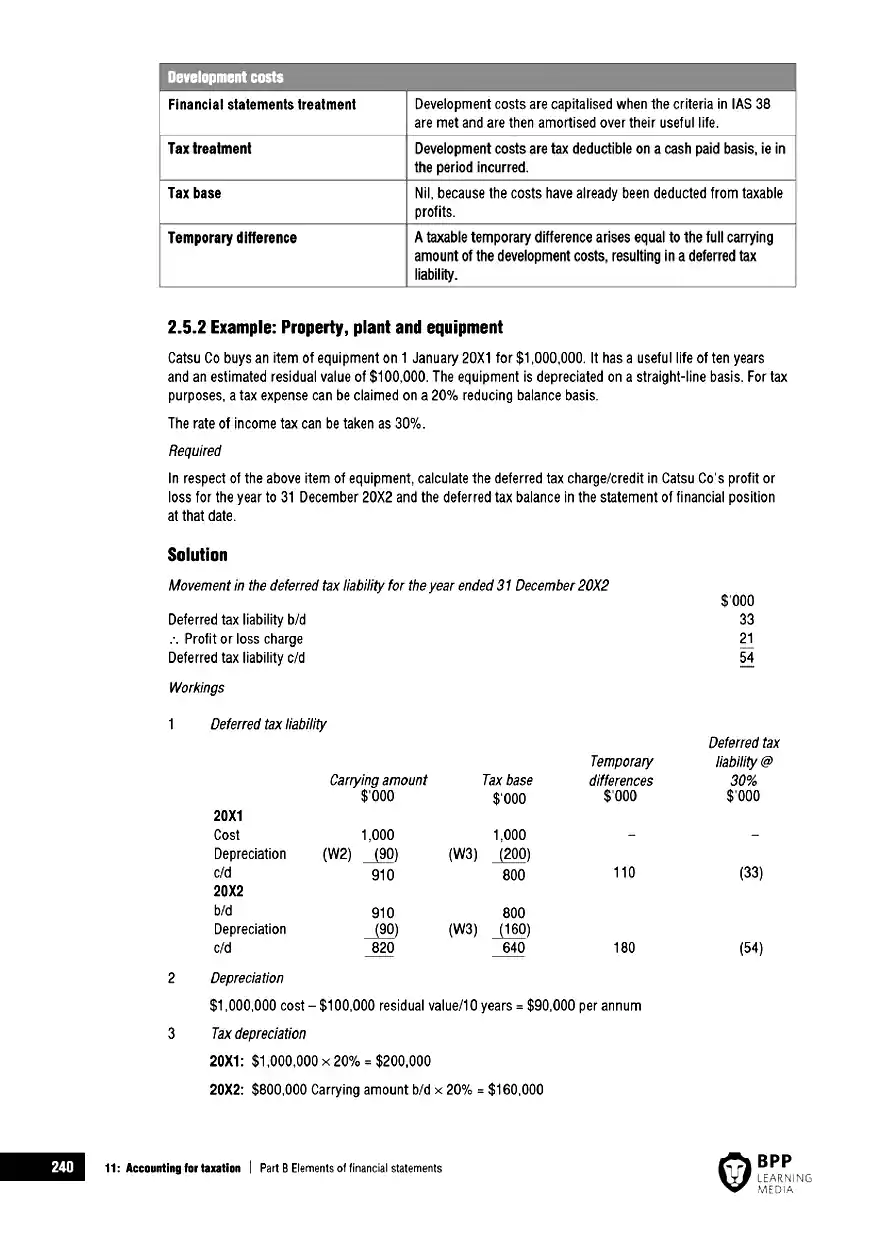 Development costs
Financial statements treatment Development costs are capitalised when the criteria in IAS 38
are met and are then amortised over their useful life.
Tax treatment Development costs are tax deductible on a cash paid basis, ie in
the period incurred.
Tax base Nil, because the costs have already been deducted from taxable
profits.
Temporary difference A taxable temporary difference arises equal to the full carrying
amount of the development costs, resulting in a deferred tax
liability.
2.5.2 Example: Property, plant and equipment
Catsu Co buys an item of equipment on 1 January 20X1 for $1,000,000. It has a useful life of ten years
and an estimated residual value of $100,000. The equipment is depreciated on a straight-line basis. For tax
purposes, a tax expense can be claimed on a 20% reducing balance basis.
The rate of income tax can be taken as 30%.
Required
In respect of the above item of equipment, calculate the deferred tax charge/credit in Catsu Co's profit or
loss for the year to 31 December 20X2 and the deferred tax balance in the statement of financial position
at that date.
Solution
Movement in the deferred tax liability for the year ended 31 December 20X2
$'000
Deferred tax liability b/d 33
∴ Profit or loss charge 21
Deferred tax liability c/d 54
Workings
1 Deferred tax liability
Deferred tax
Temporary liability @
Carrying amount Tax base differences 30%
$'000 $'000 $'000 $'000
20X1
Cost 1,000 1,000 – –
Depreciation (W2) (90) (W3) (200)
c/d 910 800 110 (33)
20X2
b/d 910 800
Depreciation (90) (W3) (160)
c/d 820 640 180 (54)
2 Depreciation
$1,000,000 cost – $100,000 residual value/10 years = $90,000 per annum
3 Tax depreciation
20X1: $1,000,000 × 20% = $200,000
20X2: $800,000 Carrying amount b/d × 20% = $160,000
240 11: Accounting for taxation | Part B Elements of financial statements
BPP
LEARNING
MEDIA